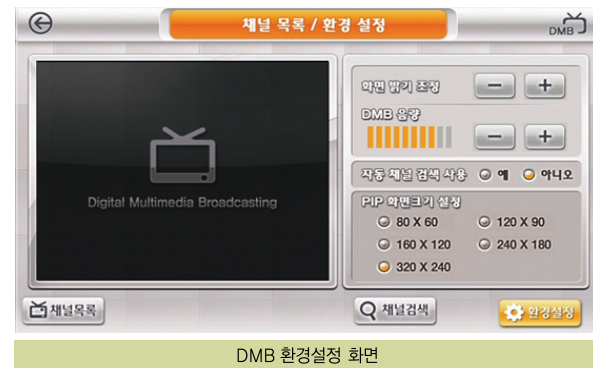 채널 목록 / 환경 설정
DMB
화면 밝기 조정
- +
DMB 음량
- +
자동 채널 검색 사용 예 아니오
PIP 화면크기 설정
80 X 60 120 X 90
160 X 120 240 X 180
320 X 240
Digital Multimedia Broadcasting
채널목록
채널검색
환경설정
DMB 환경설정 화면